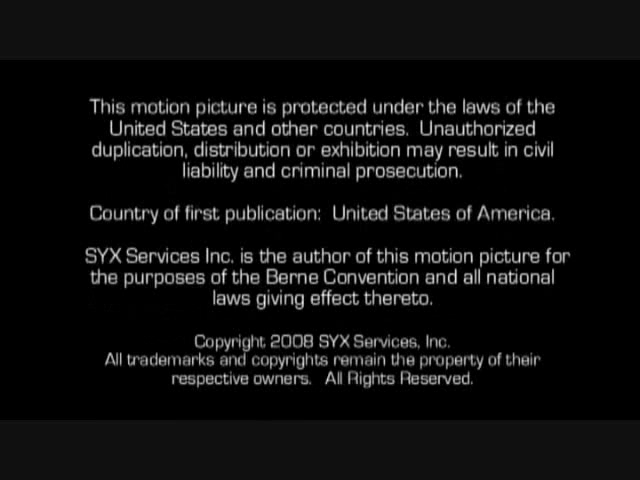 This motion picture is protected under the laws of the
United States and other countries.  Unauthorized
duplication, distribution or exhibition may result in civil
liability and criminal prosecution.
Country of first publication:  United States of America.
SYX Services Inc. is the author of this motion picture for
the purposes of the Berne Convention and all national
laws giving effect thereto.
Copyright 2008 SYX Services, Inc.
All trademarks and copyrights remain the property of their
respective owners.  All Rights Reserved.